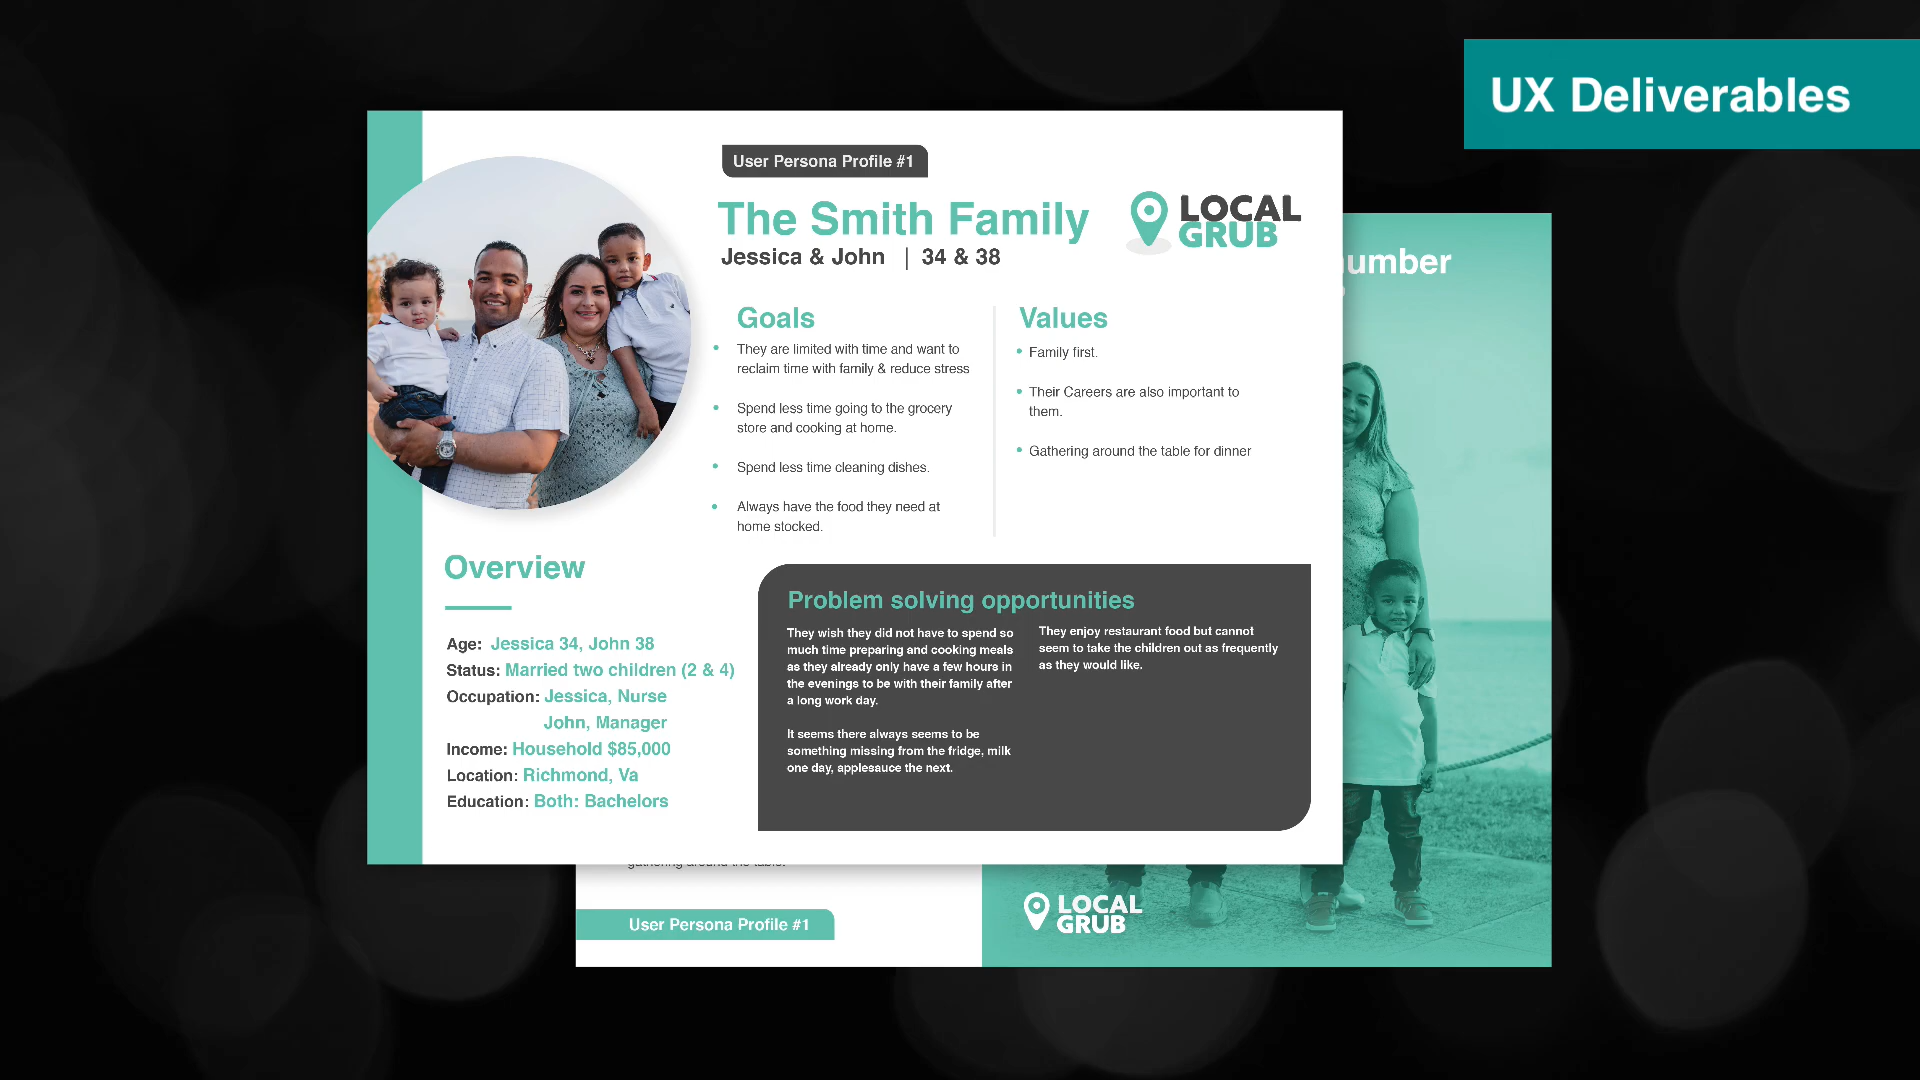 UX Deliverables
User Persona Profile #1
The Smith Family
Jessica & John | 34 & 38
LOCAL
GRUB
Goals
• They are limited with time and want to
reclaim time with family & reduce stress
• Spend less time going to the grocery
store and cooking at home.
• Spend less time cleaning dishes.
• Always have the food they need at
home stocked.
Values
• Family first.
• Their Careers are also important to
them.
• Gathering around the table for dinner
Overview
Age: Jessica 34, John 38
Status: Married two children (2 & 4)
Occupation: Jessica, Nurse
John, Manager
Income: Household $85,000
Location: Richmond, Va
Education: Both: Bachelors
Problem solving opportunities
They wish they did not have to spend so
much time preparing and cooking meals
as they already only have a few hours in
the evenings to be with their family after
a long work day.
It seems there always seems to be
something missing from the fridge, milk
one day, applesauce the next.
They enjoy restaurant food but cannot
seem to take the children out as frequently
as they would like.
umber
gathering around the table.
User Persona Profile #1
LOCAL
GRUB